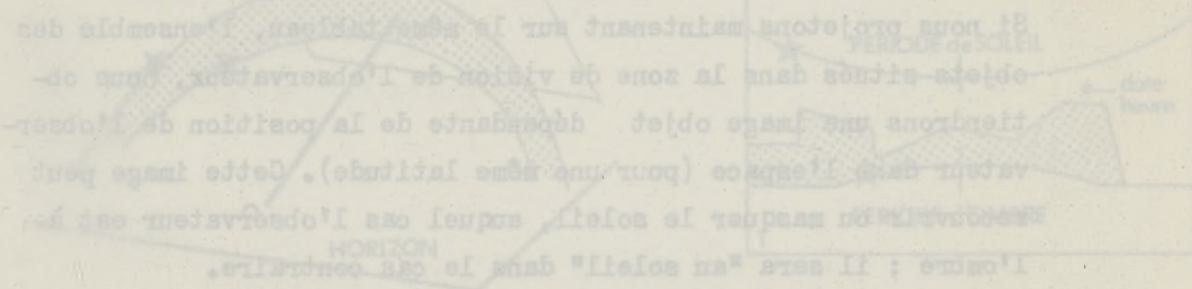 Si nous projetons maintenant sur le même tableau, l'ensemble des
objets situés dans la zone de vision de l'observateur, nous ob-
tiendrons une image objet dépendante de la position de l'obser-
vateur dans l'espace (pour une même latitude). Cette image peut
recouvrir ou masquer le soleil, auquel cas l'observateur est à
l'ombre ; il sera "au soleil" dans le cas contraire.
PERIODE de SOLEIL
date
heure
HORIZON